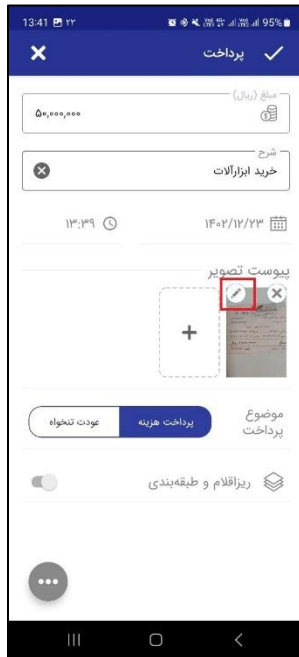 13:41 ۲۳ 95%
پرداخت
مبلغ (ریال)
۵۰,۰۰۰,۰۰۰
شرح
خرید ابزارآلات
۱۴۰۲/۱۲/۲۳ ۱۳:۳۹
پیوست تصویر
موضوع پرداخت
پرداخت هزینه عودت تنخواه
ریزاقلام و طبقه‌بندی